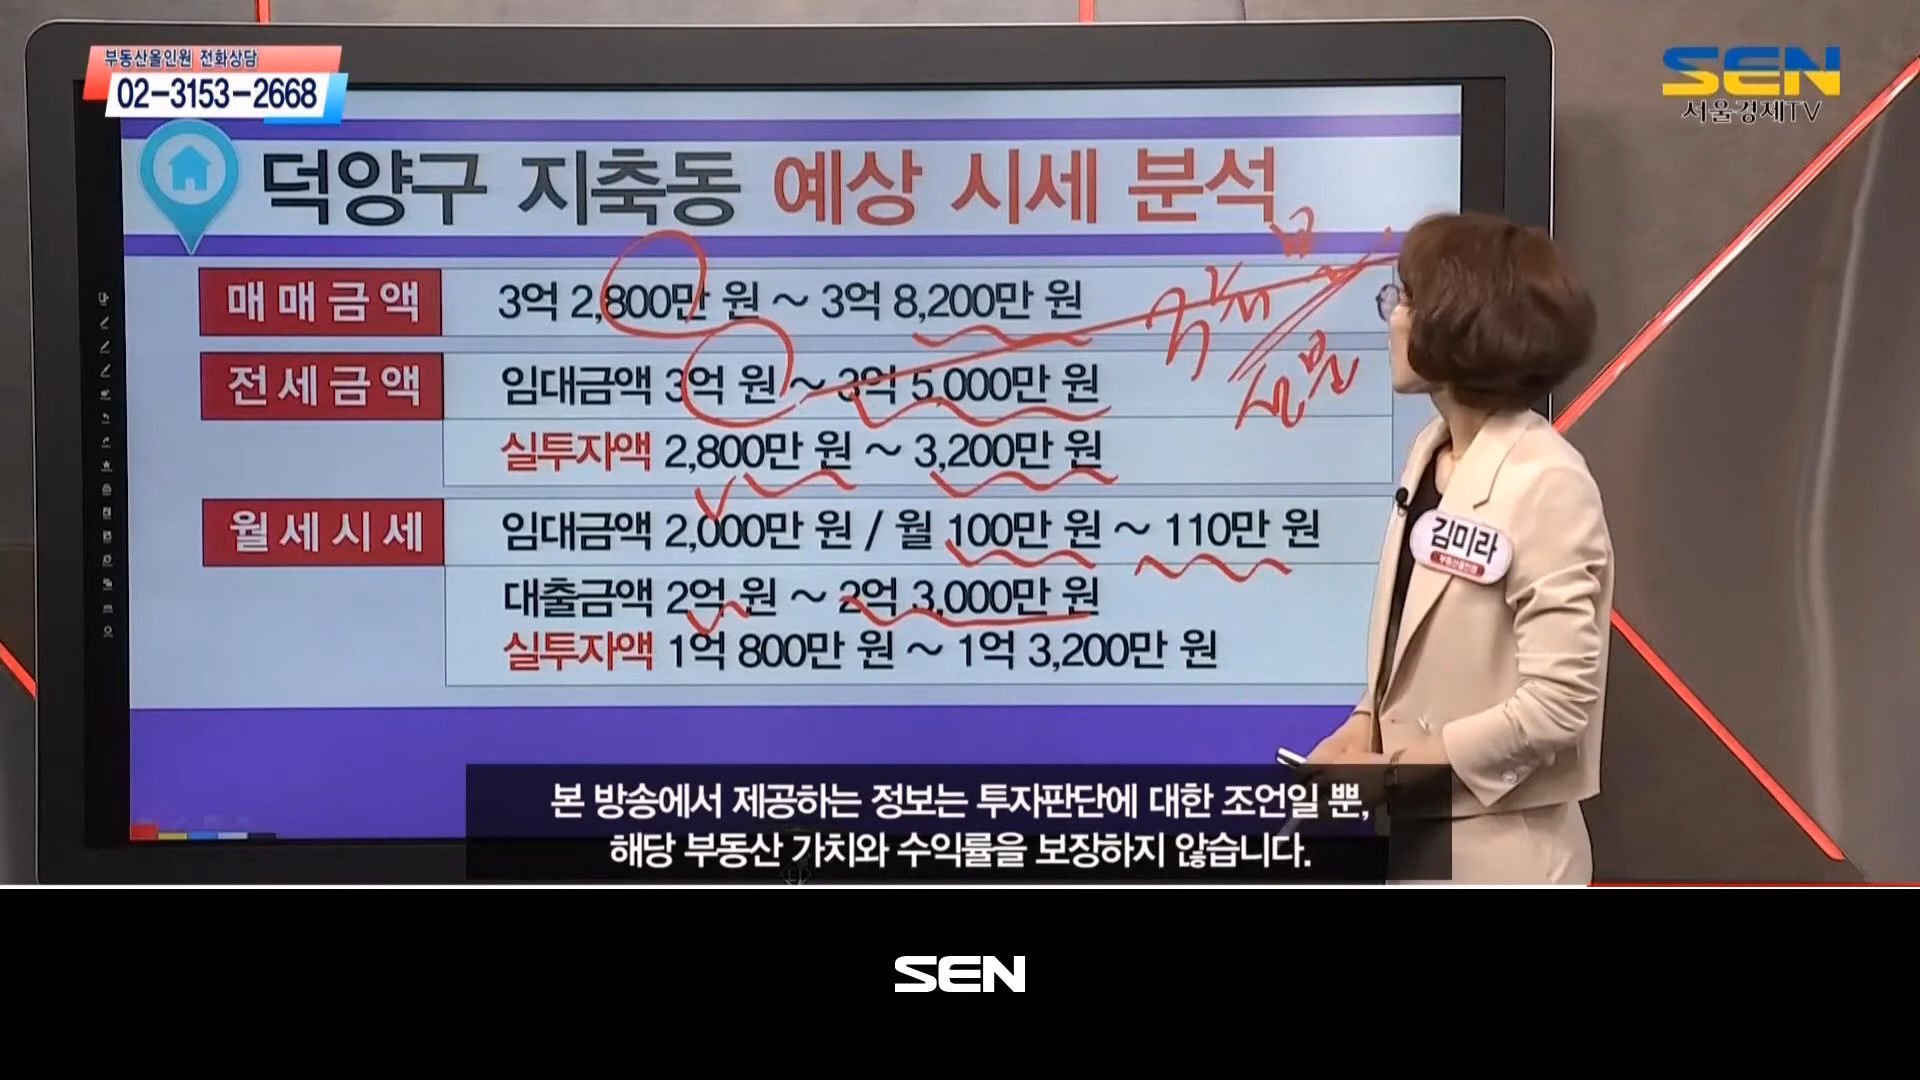 부동산올인원 전화상담
02-3153-2668
SEN
서울경제TV
덕양구 지축동 예상 시세 분석
매매금액
3억 2,800만 원 ~ 3억 8,200만 원
전세금액
임대금액 3억 원 ~ 3억 5,000만 원
실투자액 2,800만 원 ~ 3,200만 원
월세시세
임대금액 2,000만 원 / 월 100만 원 ~ 110만 원
대출금액 2억 원 ~ 2억 3,000만 원
실투자액 1억 800만 원 ~ 1억 3,200만 원
김미라
부동산올인원
본 방송에서 제공하는 정보는 투자판단에 대한 조언일 뿐,
해당 부동산 가치와 수익률을 보장하지 않습니다.
SEN